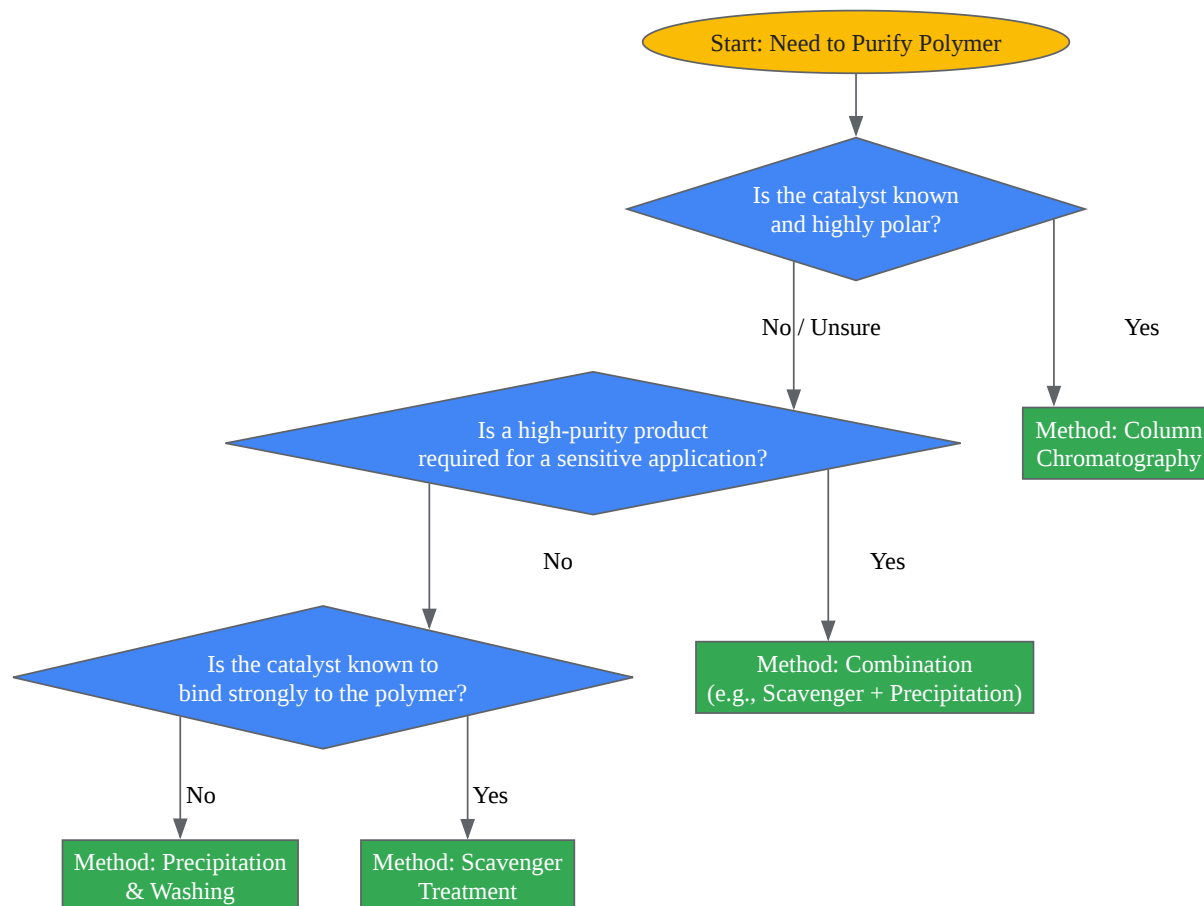 Start: Need to Purify Polymer
Is the catalyst known
and highly polar?
No / Unsure
Yes
Is a high-purity product
required for a sensitive application?
Method: Column
Chromatography
No
Yes
Is the catalyst known to
bind strongly to the polymer?
Method: Combination
(e.g., Scavenger + Precipitation)
No
Yes
Method: Precipitation
& Washing
Method: Scavenger
Treatment